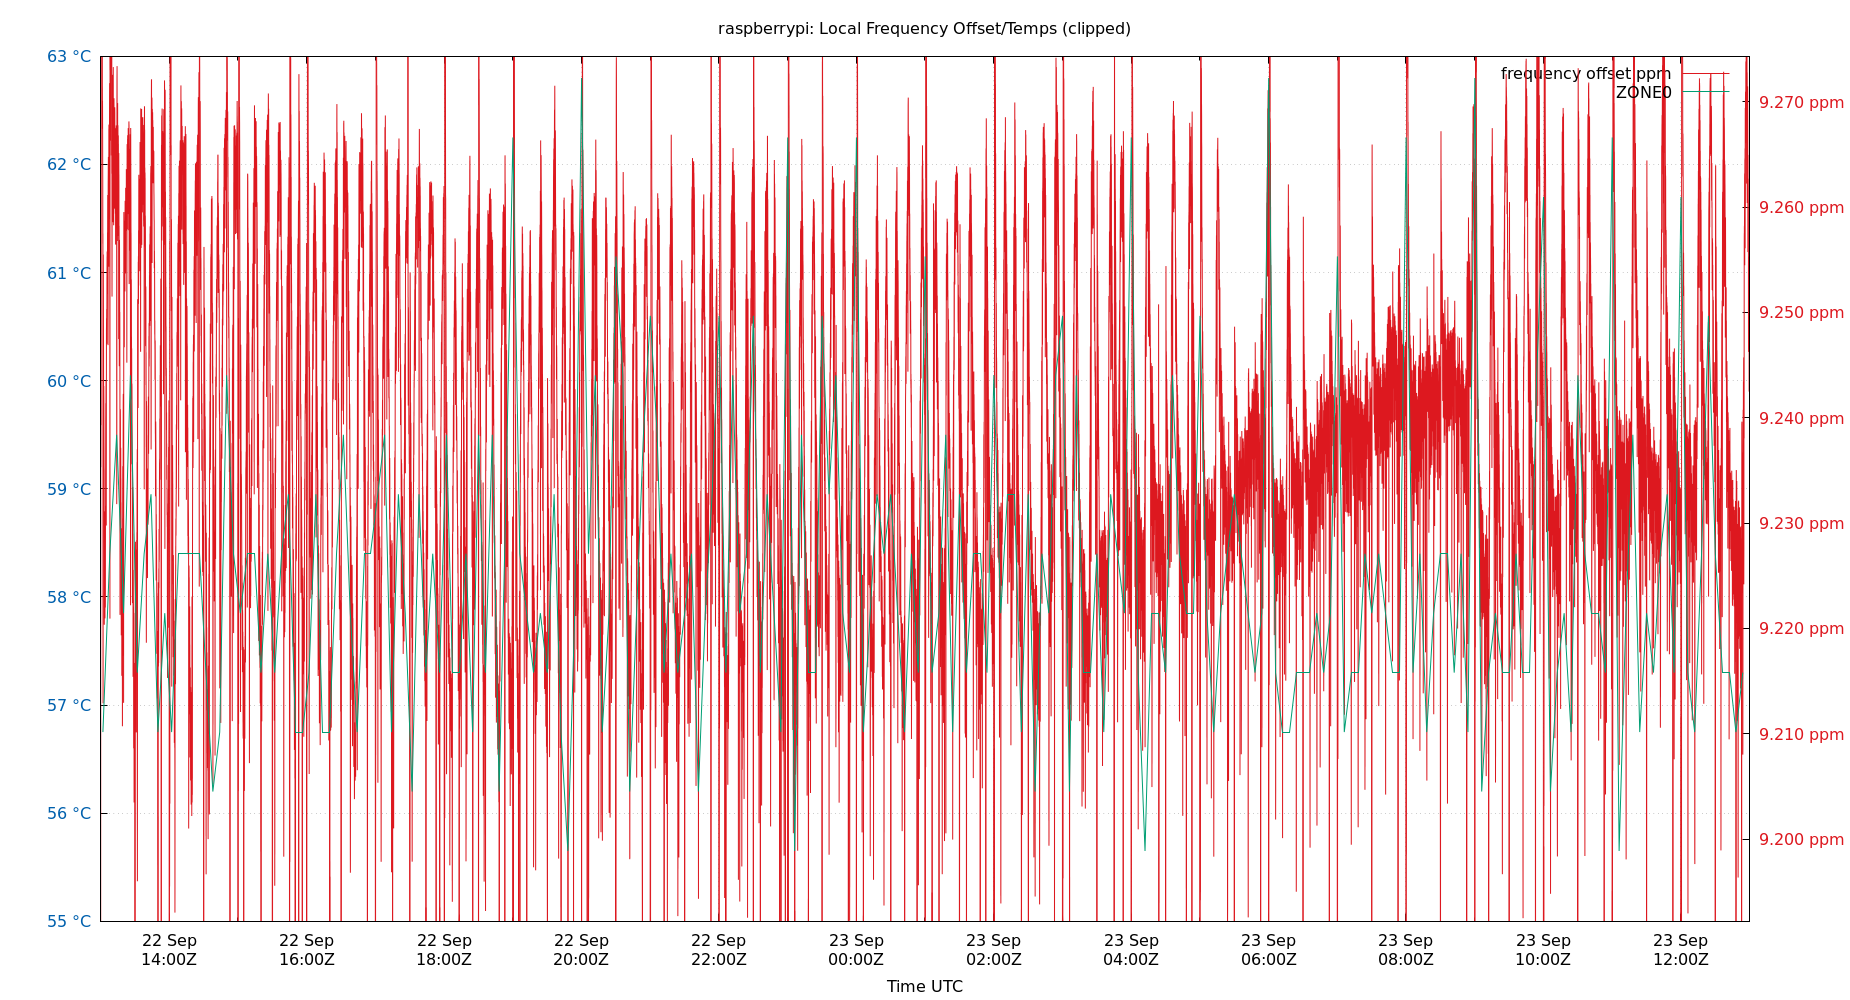 raspberrypi: Local Frequency Offset/Temps (clipped)
63 °C
62 °C
61 °C
60 °C
59 °C
58 °C
57 °C
56 °C
55 °C
frequency offset ppm
ZONE0
9.270 ppm
9.260 ppm
9.250 ppm
9.240 ppm
9.230 ppm
9.220 ppm
9.210 ppm
9.200 ppm
22 Sep
14:00Z
22 Sep
16:00Z
22 Sep
18:00Z
22 Sep
20:00Z
22 Sep
22:00Z
23 Sep
00:00Z
23 Sep
02:00Z
23 Sep
04:00Z
23 Sep
06:00Z
23 Sep
08:00Z
23 Sep
10:00Z
23 Sep
12:00Z
Time UTC